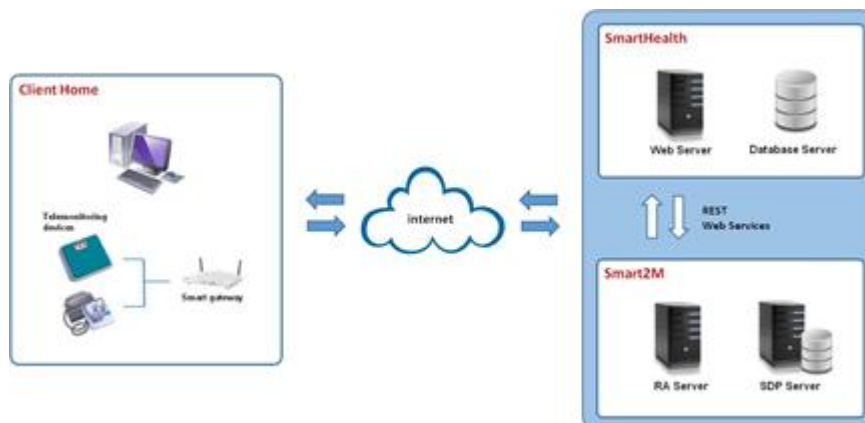 Client Home
Telemonitoring
devices
Smart gateway
internet
SmartHealth
Web Server
Database Server
REST
Web Services
Smart2M
RA Server
SDP Server